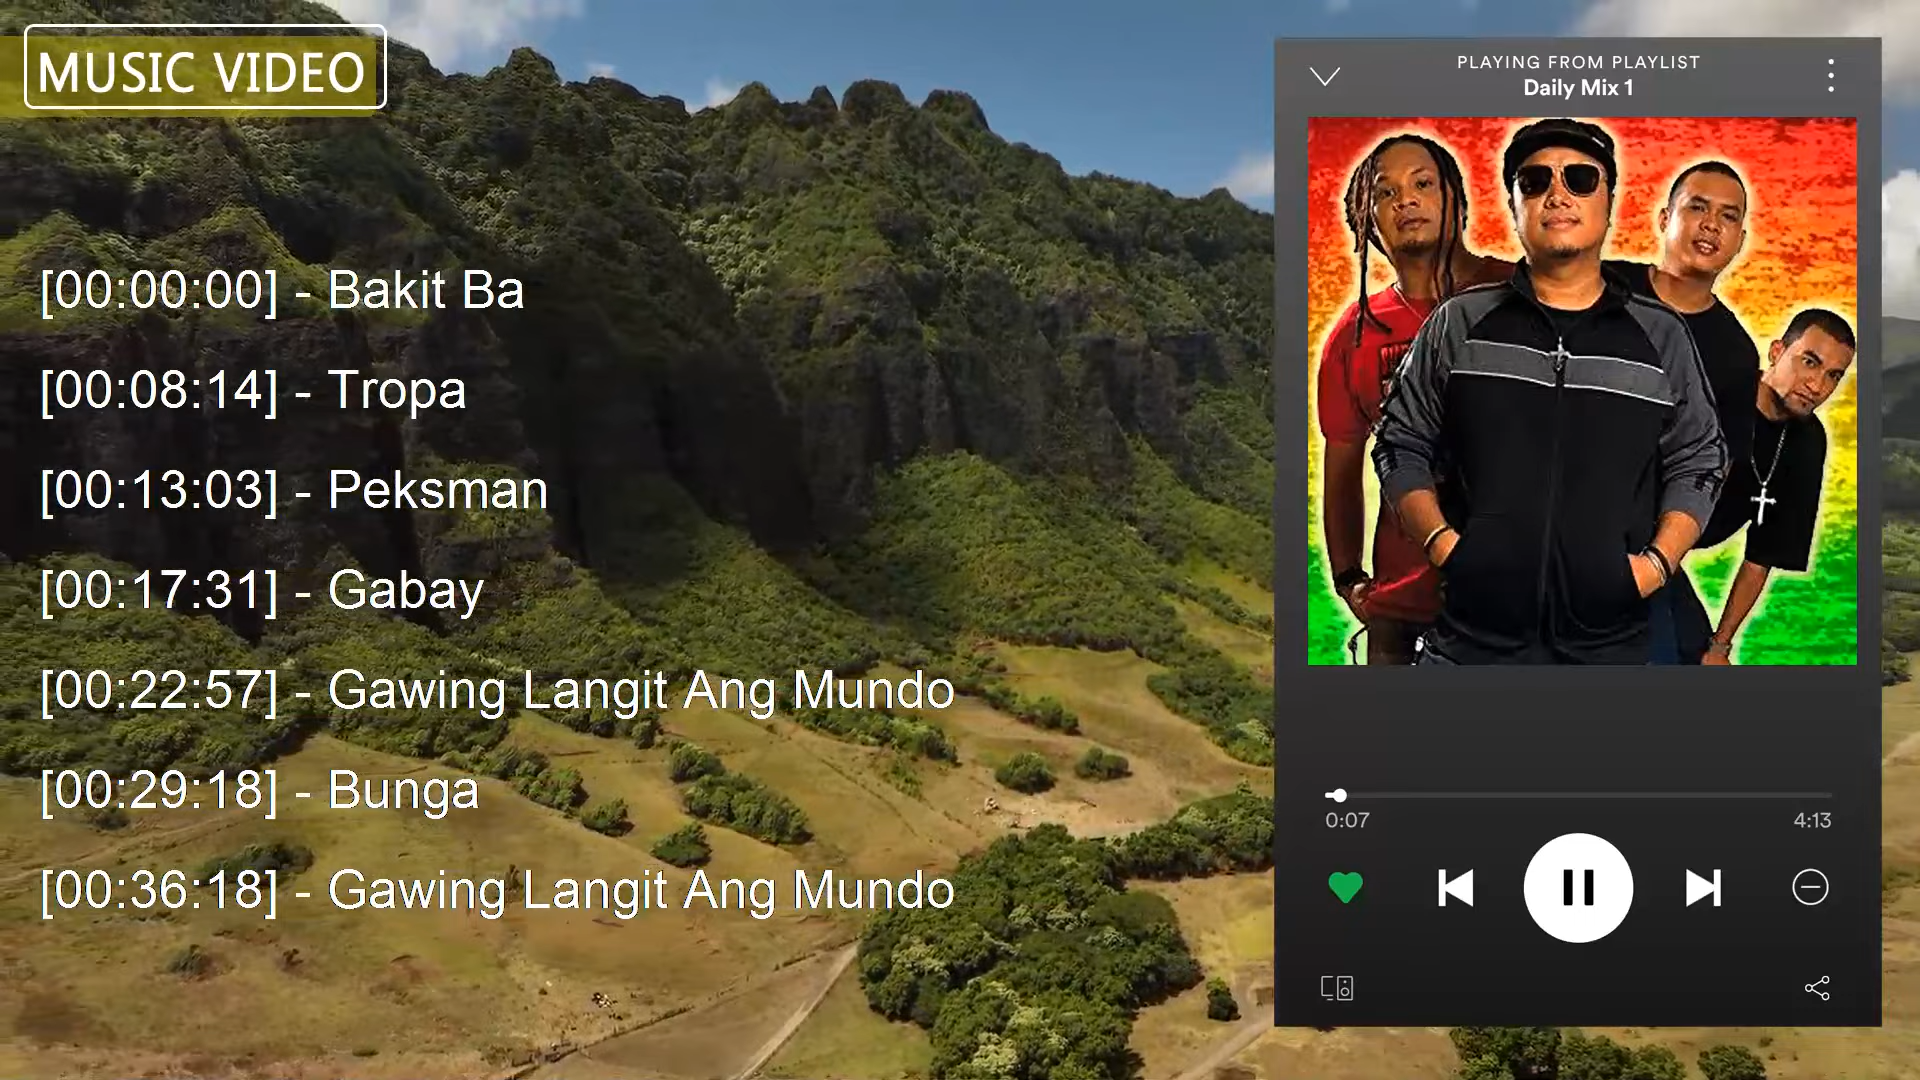 MUSIC VIDEO
[00:00:00] - Bakit Ba
[00:08:14] - Tropa
[00:13:03] - Peksman
[00:17:31] - Gabay
[00:22:57] - Gawing Langit Ang Mundo
[00:29:18] - Bunga
[00:36:18] - Gawing Langit Ang Mundo
PLAYING FROM PLAYLIST
Daily Mix 1
0:07
4:13